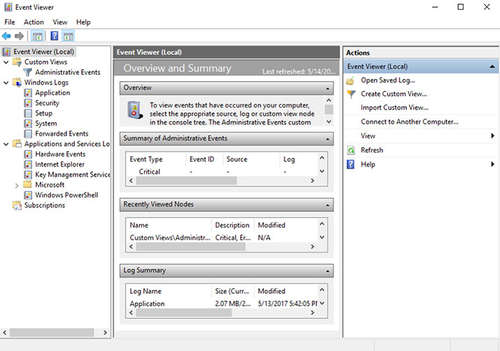 Event Viewer
File Action View Help
Event Viewer (Local)
Custom Views
Administrative Events
Windows Logs
Application
Security
Setup
System
Forwarded Events
Applications and Services Lo
Hardware Events
Internet Explorer
Key Management Service
Microsoft
Windows PowerShell
Subscriptions
Event Viewer (Local)
Overview and Summary Last refreshed: 5/14/20...
Overview
To view events that have occurred on your computer,
select the appropriate source, log or custom view node
in the console tree. The Administrative Events custom
Summary of Administrative Events
Event Type Event ID Source Log
Critical - - -
Recently Viewed Nodes
Name Description Modified
Custom Views\Administr... Critical, Er... N/A
Log Summary
Log Name Size (Curr... Modified
Application 2.07 MB/2... 5/13/2017 5:42:05 PM
Actions
Event Viewer (Local)
Open Saved Log...
Create Custom View...
Import Custom View...
Connect to Another Computer...
View
Refresh
Help